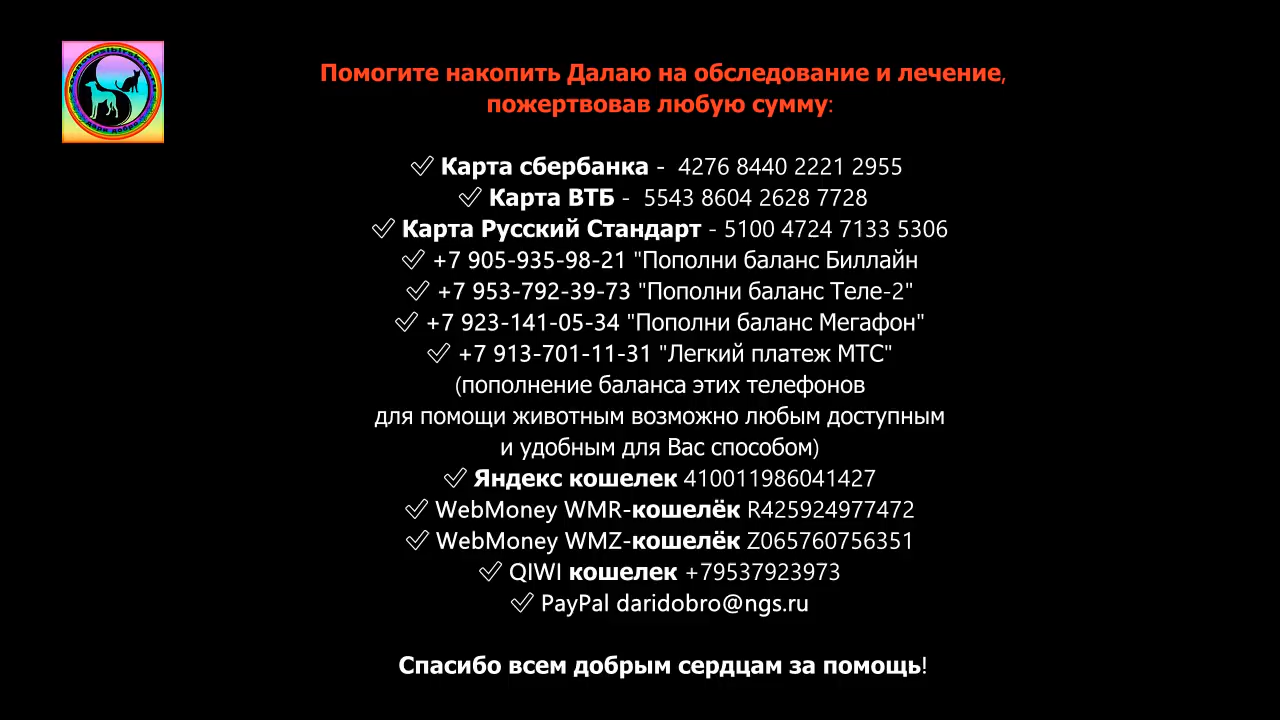 Помогите накопить Далаю на обследование и лечение,
пожертвовав любую сумму:
✅ Карта сбербанка - 4276 8440 2221 2955
✅ Карта ВТБ - 5543 8604 2628 7728
✅ Карта Русский Стандарт - 5100 4724 7133 5306
✅ +7 905-935-98-21 "Пополни баланс Биллайн
✅ +7 953-792-39-73 "Пополни баланс Теле-2"
✅ +7 923-141-05-34 "Пополни баланс Мегафон"
✅ +7 913-701-11-31 "Легкий платеж МТС"
(пополнение баланса этих телефонов
для помощи животным возможно любым доступным
и удобным для Вас способом)
✅ Яндекс кошелек 410011986041427
✅ WebMoney WMR-кошелёк R425924977472
✅ WebMoney WMZ-кошелёк Z065760756351
✅ QIWI кошелек +79537923973
✅ PayPal daridobro@ngs.ru
Спасибо всем добрым сердцам за помощь!